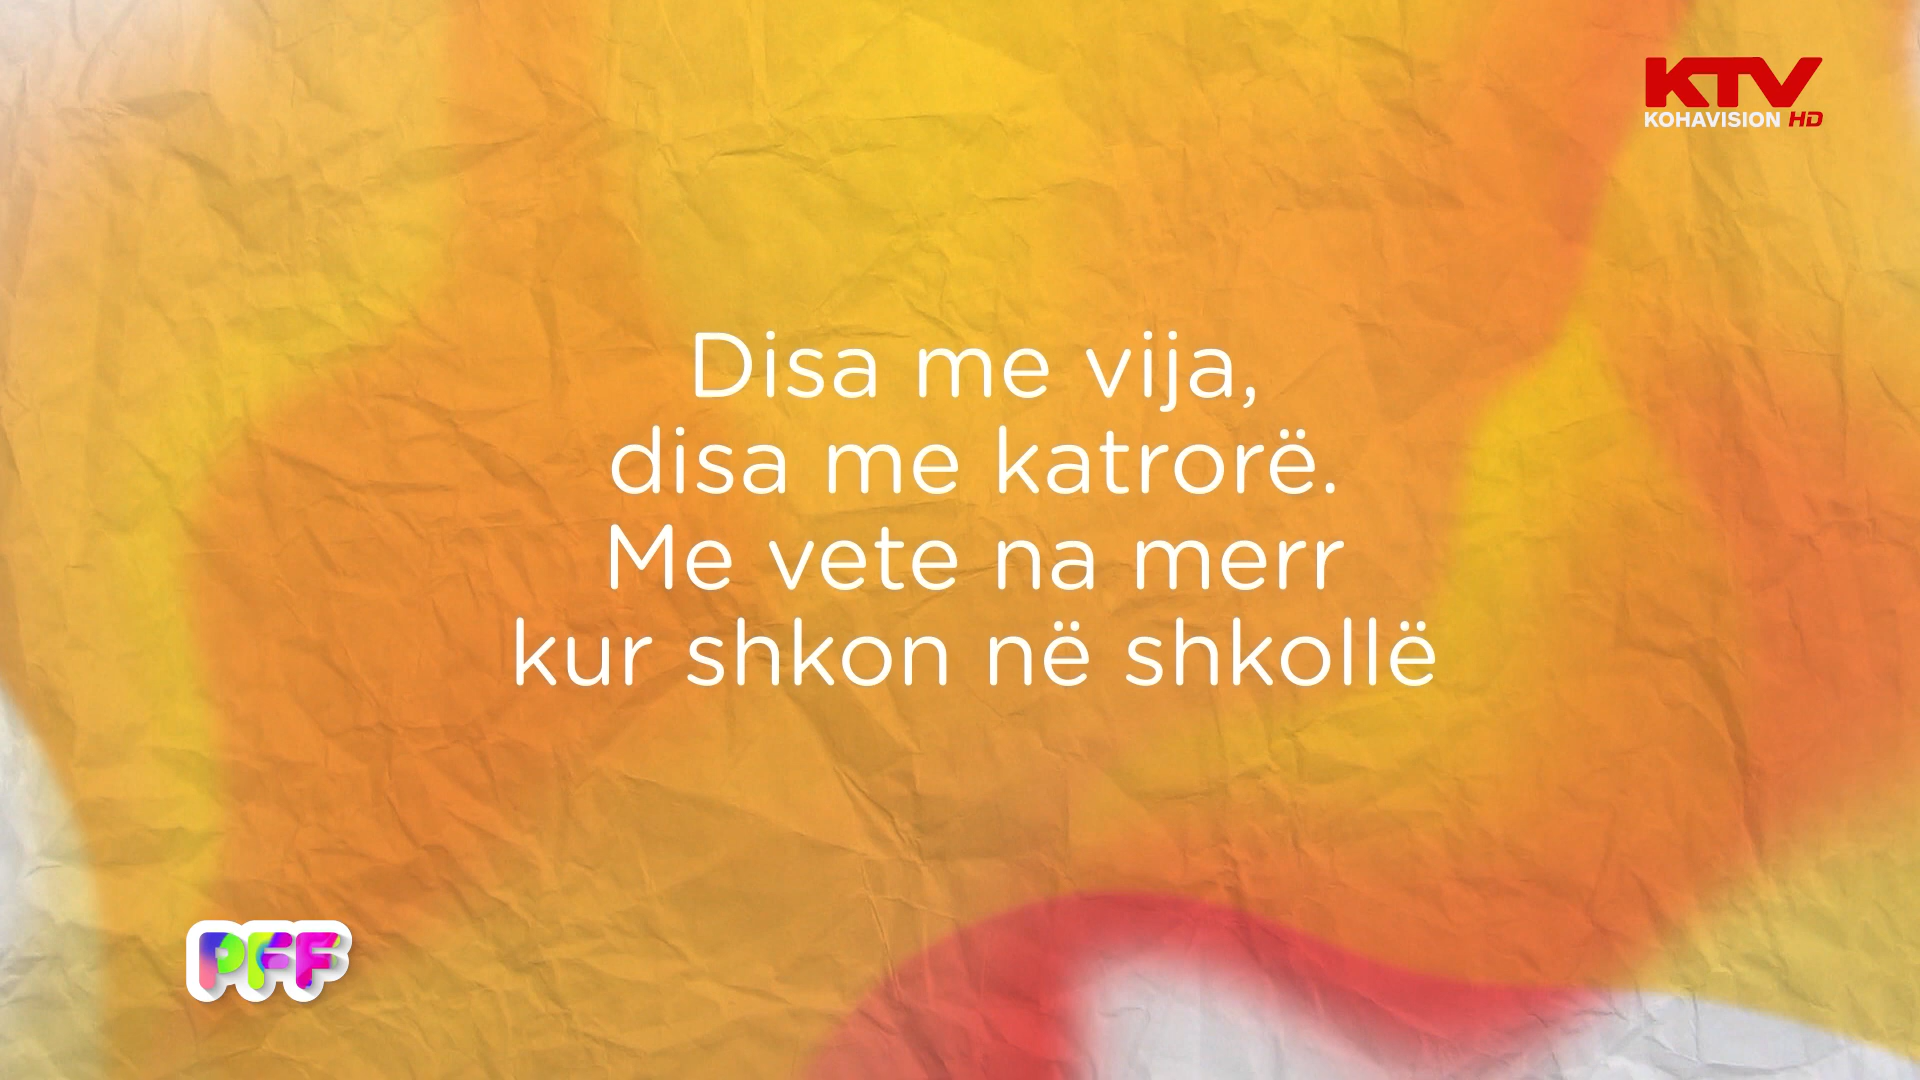 KTV
KOHAVISION HD
Disa me vija,
disa me katrorë.
Me vete na merr
kur shkon në shkollë
PFF